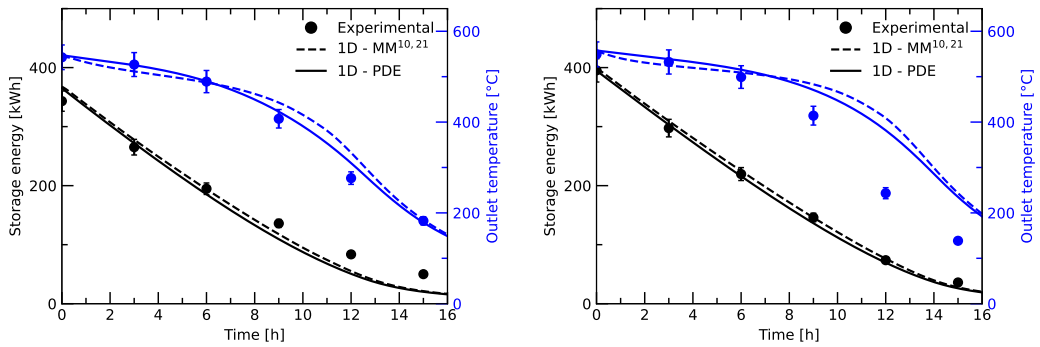 Experimental
1D - MM10, 21
1D - PDE
Storage energy [kWh]
0
200
400
Outlet temperature [°C]
0
200
400
600
0 2 4 6 8 10 12 14 16
Time [h]
Experimental
1D - MM10, 21
1D - PDE
Storage energy [kWh]
0
200
400
Outlet temperature [°C]
0
200
400
600
0 2 4 6 8 10 12 14 16
Time [h]